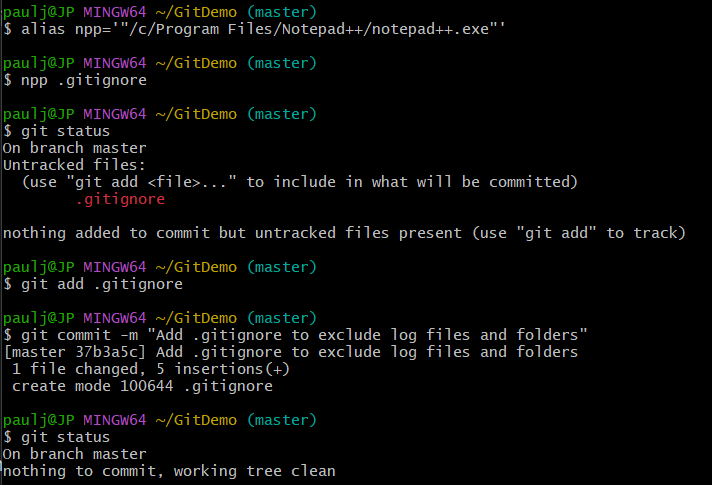 paulj@JP MINGW64 ~/GitDemo (master)
$ alias npp='"/c/Program Files/Notepad++/notepad++.exe"'
paulj@JP MINGW64 ~/GitDemo (master)
$ npp .gitignore
paulj@JP MINGW64 ~/GitDemo (master)
$ git status
On branch master
Untracked files:
  (use "git add <file>..." to include in what will be committed)
        .gitignore
nothing added to commit but untracked files present (use "git add" to track)
paulj@JP MINGW64 ~/GitDemo (master)
$ git add .gitignore
paulj@JP MINGW64 ~/GitDemo (master)
$ git commit -m "Add .gitignore to exclude log files and folders"
[master 37b3a5c] Add .gitignore to exclude log files and folders
 1 file changed, 5 insertions(+)
 create mode 100644 .gitignore
paulj@JP MINGW64 ~/GitDemo (master)
$ git status
On branch master
nothing to commit, working tree clean